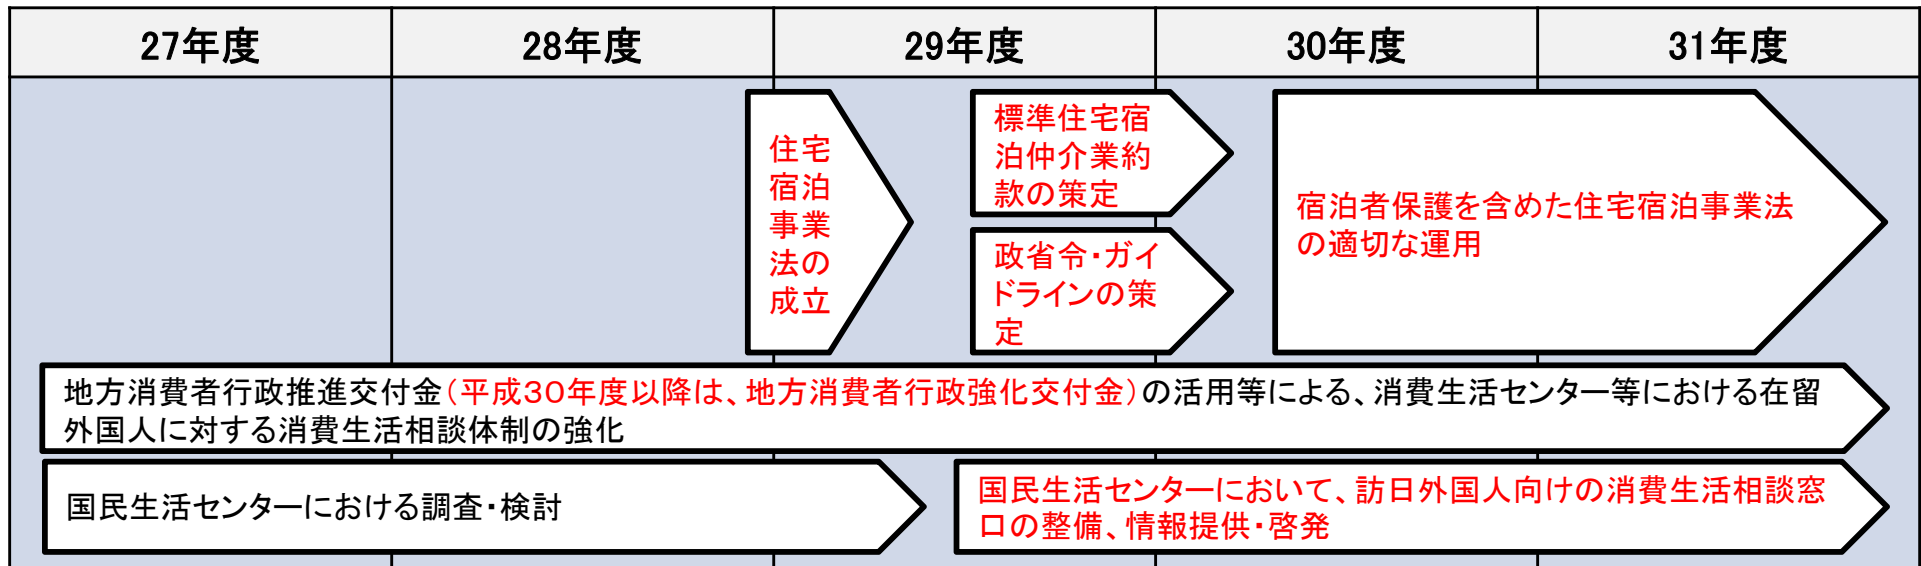 27年度 28年度 29年度 30年度 31年度
住宅
宿泊
事業
法の
成立
標準住宅宿
泊仲介業約
款の策定
政省令・ガイ
ドラインの策
定
宿泊者保護を含めた住宅宿泊事業法
の適切な運用
地方消費者行政推進交付金(平成30年度以降は、地方消費者行政強化交付金)の活用等による、消費生活センター等における在留
外国人に対する消費生活相談体制の強化
国民生活センターにおける調査・検討
国民生活センターにおいて、訪日外国人向けの消費生活相談窓
口の整備、情報提供・啓発